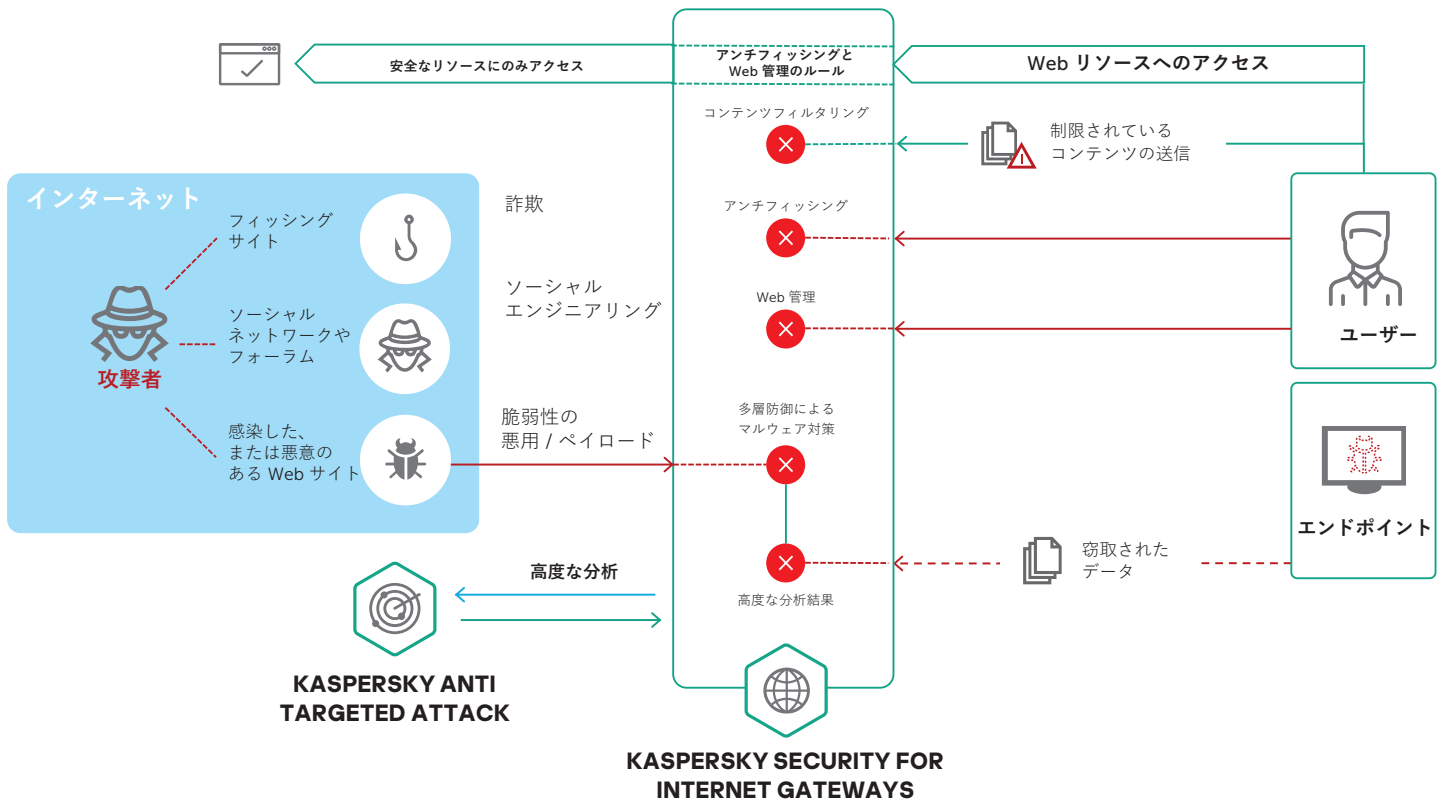 安全なリソースにのみアクセス
アンチフィッシングと
Web 管理のルール
Web リソースへのアクセス
コンテンツフィルタリング
制限されている
コンテンツの送信
インターネット
フィッシング
サイト
詐欺
アンチフィッシング
ソーシャル
ネットワークや
フォーラム
ソーシャル
エンジニアリング
Web 管理
ユーザー
攻撃者
感染した、
または悪意の
ある Web サイト
脆弱性の
悪用 / ペイロード
多層防御による
マルウェア対策
エンドポイント
窃取された
データ
高度な分析
高度な分析結果
KASPERSKY ANTI
TARGETED ATTACK
KASPERSKY SECURITY FOR
INTERNET GATEWAYS